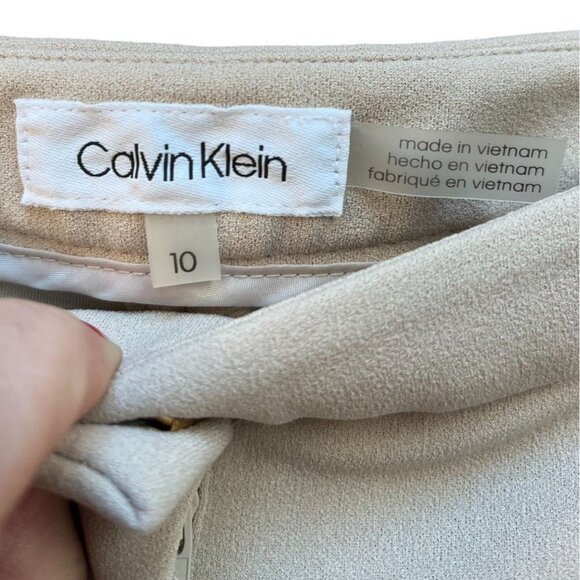 Calvin Klein
made in vietnam
hecho en vietnam
fabriqué en vietnam
10